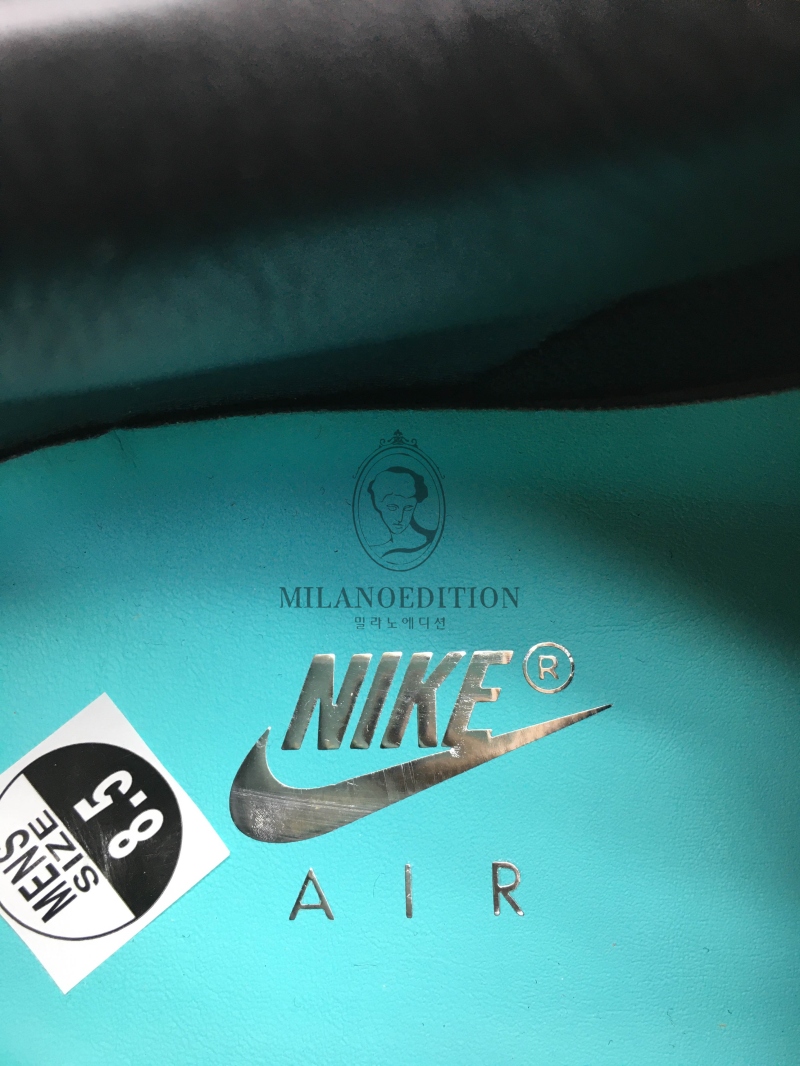 MILANOEDITION
밀라노에디션
NIKE ®
AIR
8.5
MENS
SIZE